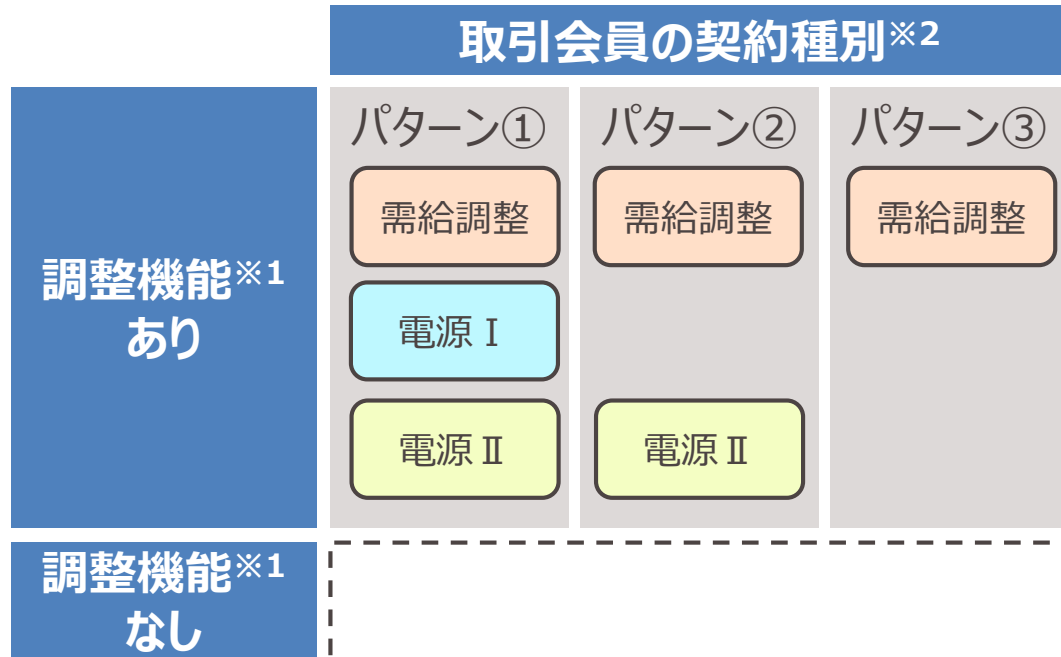 取引会員の契約種別※2
調整機能※1
あり
パターン① パターン② パターン③
需給調整 需給調整 需給調整
電源Ⅰ
電源Ⅱ 電源Ⅱ
調整機能※1
なし